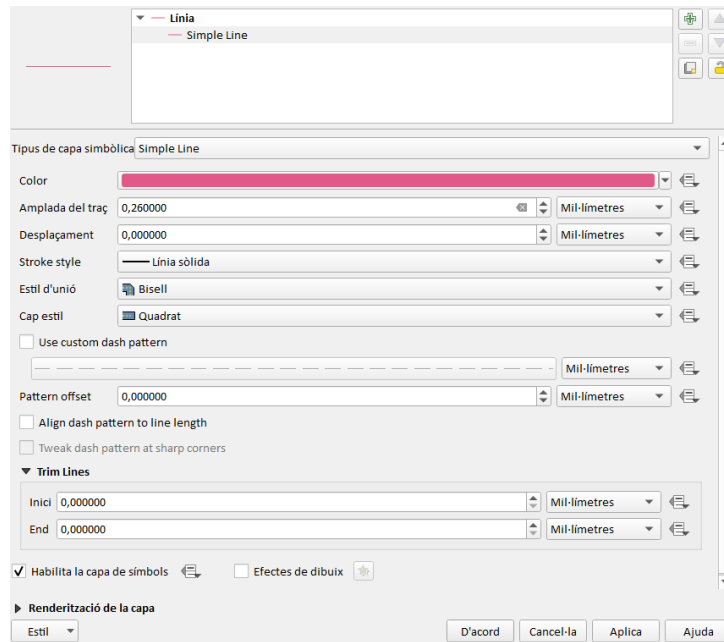 Línia
Simple Line
Tipus de capa simbòlica Simple Line
Color
Amplada del traç 0,260000 Mil·límetres
Desplaçament 0,000000 Mil·límetres
Stroke style Línia sòlida
Estil d'unió Bisell
Cap estil Quadrat
Use custom dash pattern
Mil·límetres
Pattern offset 0,000000 Mil·límetres
Align dash pattern to line length
Tweak dash pattern at sharp corners
Trim Lines
Inici 0,000000 Mil·límetres
End 0,000000 Mil·límetres
Habilita la capa de símbols Efectes de dibuix
Renderització de la capa
Estil D'acord Cancel·la Aplica Ajuda